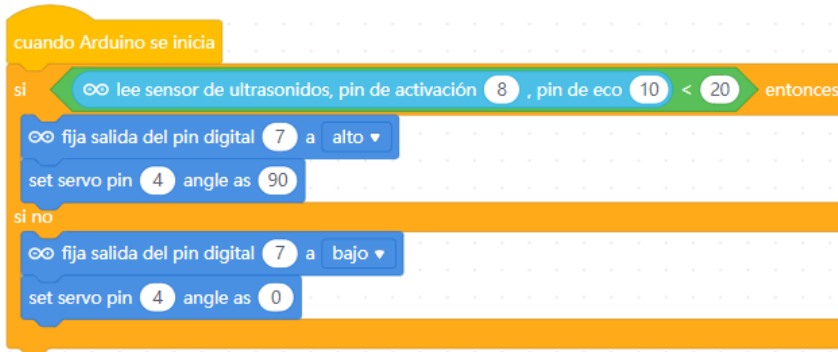 cuando Arduino se inicia
si lee sensor de ultrasonidos, pin de activación 8 , pin de eco 10 < 20 entonces
fija salida del pin digital 7 a alto
set servo pin 4 angle as 90
si no
fija salida del pin digital 7 a bajo
set servo pin 4 angle as 0